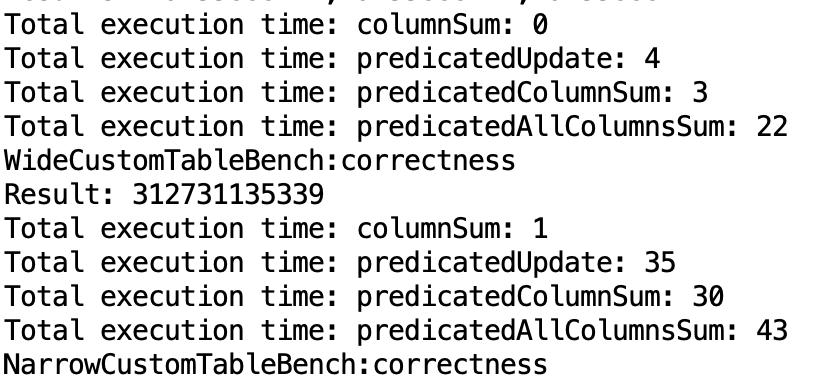 Total execution time: columnSum: 0
Total execution time: predicatedUpdate: 4
Total execution time: predicatedColumnSum: 3
Total execution time: predicatedAllColumnsSum: 22
WideCustomTableBench:correctness
Result: 312731135339
Total execution time: columnSum: 1
Total execution time: predicatedUpdate: 35
Total execution time: predicatedColumnSum: 30
Total execution time: predicatedAllColumnsSum: 43
NarrowCustomTableBench:correctness